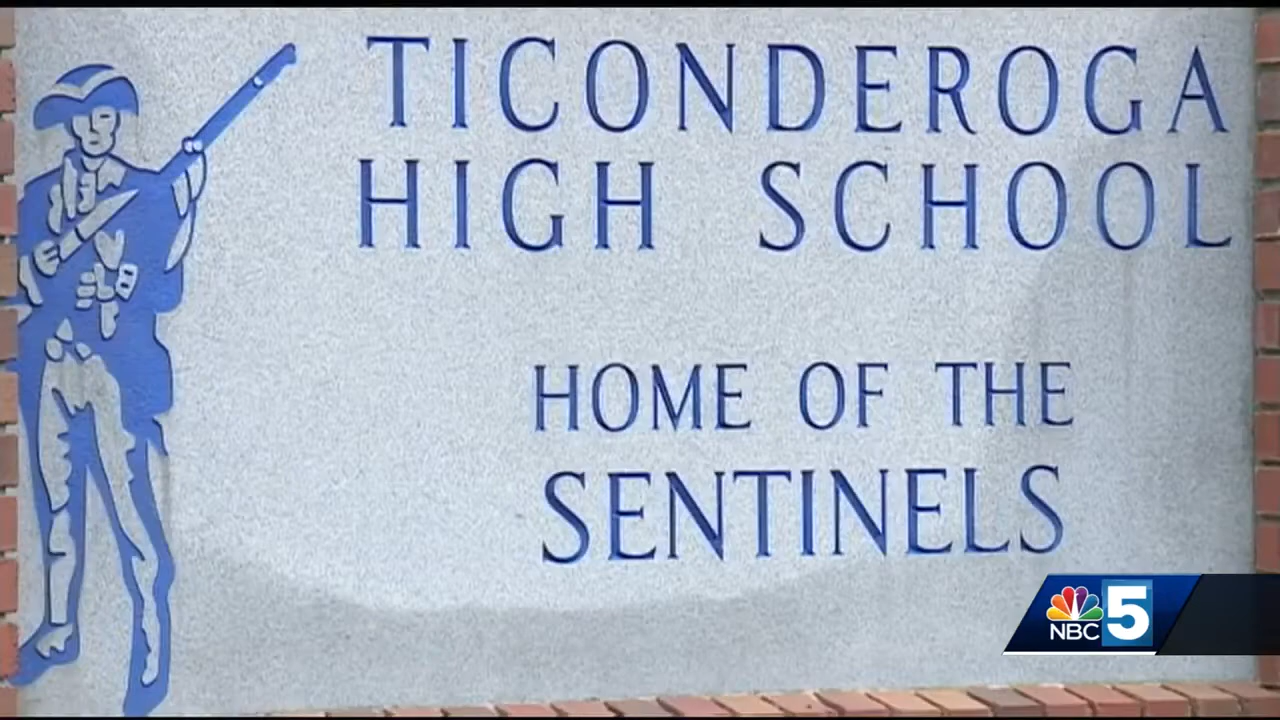 TICONDEROGA
HIGH SCHOOL
HOME OF THE
SENTINELS
NBC 5